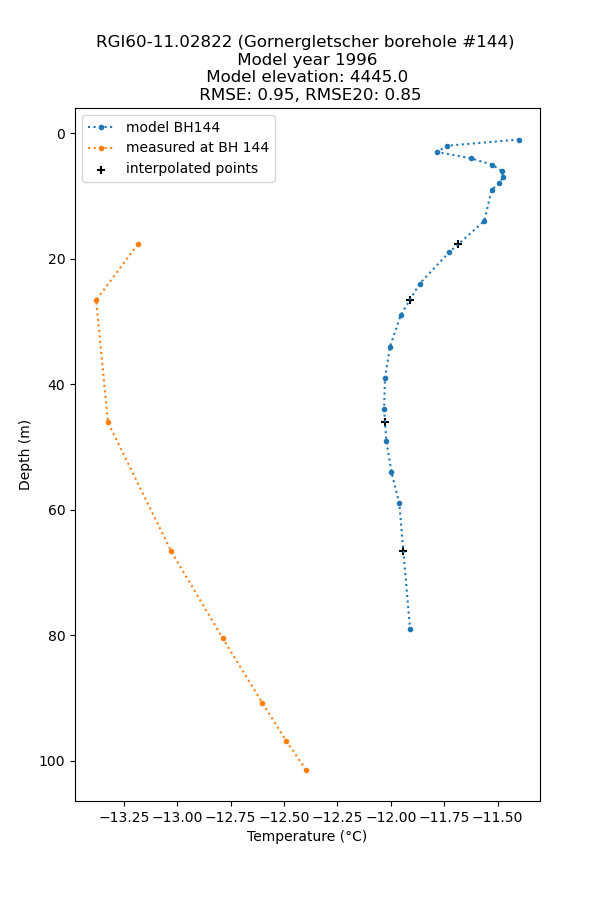 RGI60-11.02822 (Gornergletscher borehole #144)
Model year 1996
Model elevation: 4445.0
RMSE: 0.95, RMSE20: 0.85
model BH144
measured at BH 144
interpolated points
0
20
40
60
80
100
Depth (m)
−13.25 −13.00 −12.75 −12.50 −12.25 −12.00 −11.75 −11.50
Temperature (°C)